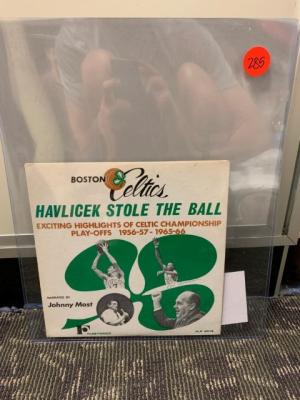 285
BOSTON
Celtics
HAVLICEK STOLE THE BALL
EXCITING HIGHLIGHTS OF CELTIC CHAMPIONSHIP
PLAY-OFFS 1956-57 - 1965-66
NARRATED BY
Johnny Most